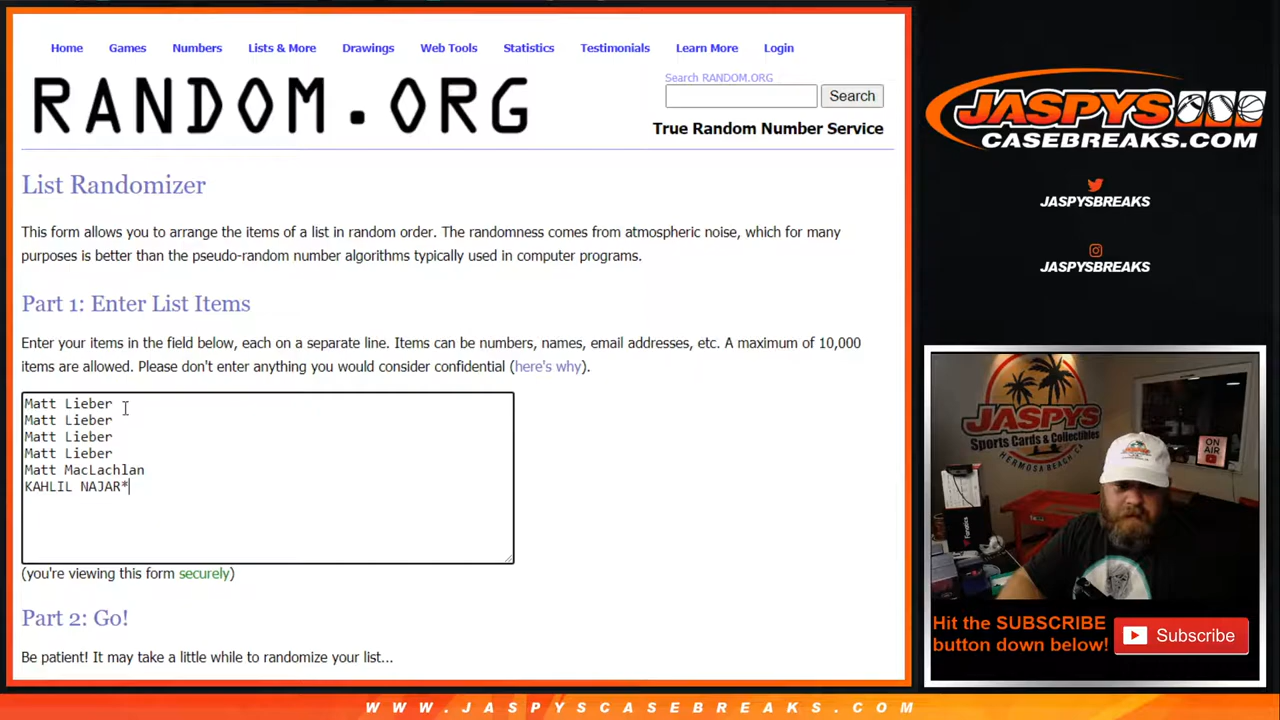 Home Games Numbers Lists & More Drawings Web Tools Statistics Testimonials Learn More Login
RANDOM.ORG
Search RANDOM.ORG
Search
True Random Number Service
List Randomizer
This form allows you to arrange the items of a list in random order. The randomness comes from atmospheric noise, which for many
purposes is better than the pseudo-random number algorithms typically used in computer programs.
Part 1: Enter List Items
Enter your items in the field below, each on a separate line. Items can be numbers, names, email addresses, etc. A maximum of 10,000
items are allowed. Please don't enter anything you would consider confidential (here's why).
Matt Lieber
Matt Lieber
Matt Lieber
Matt Lieber
Matt MacLachlan
KAHLIL NAJAR*
(you're viewing this form securely)
Part 2: Go!
Be patient! It may take a little while to randomize your list...
JASPYS
CASEBREAKS.COM
JASPYSBREAKS
JASPYSBREAKS
JASPYS
Sports Cards & Collectibles
HERMOSA BEACH, CA
ON
AIR
Fanatics
Hit the SUBSCRIBE
button down below!
Subscribe
WWW.JASPYSCASEBREAKS.COM